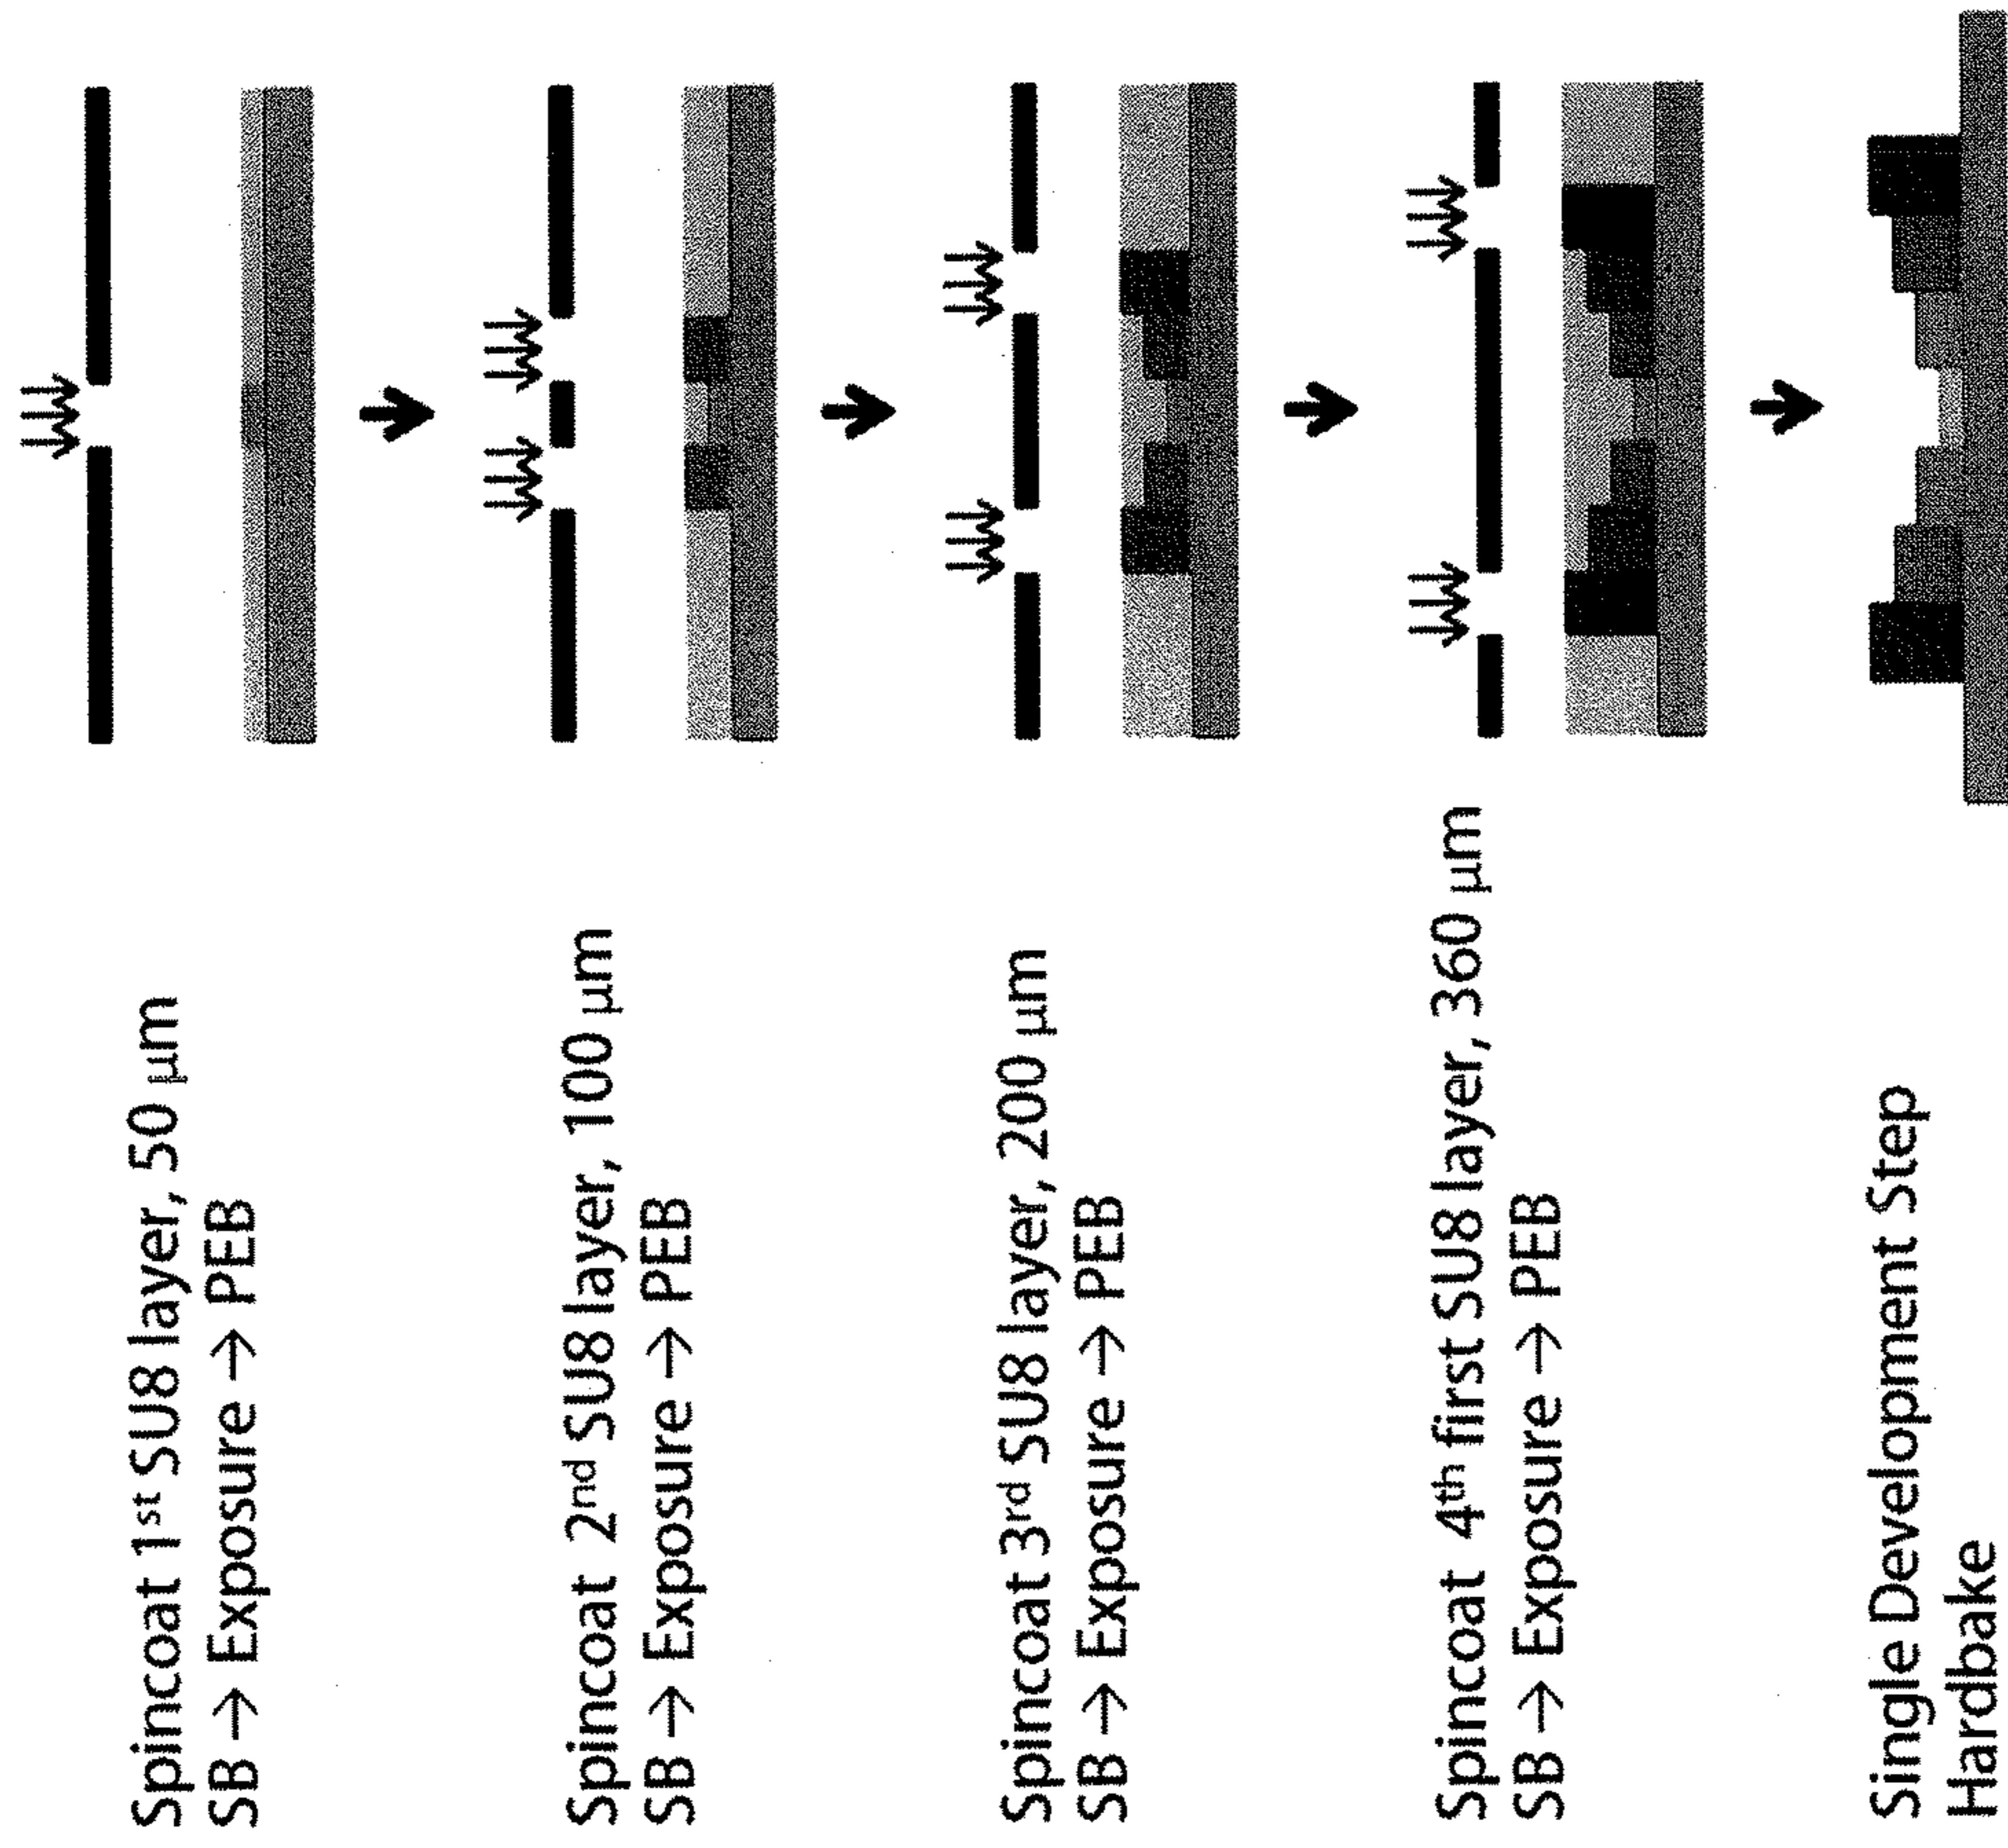 Spincoat 1st SU8 layer, 50 μm
SB → Exposure → PEB
Spincoat 2nd SU8 layer, 100 μm
SB → Exposure → PEB
Spincoat 3rd SU8 layer, 200 μm
SB → Exposure → PEB
Spincoat 4th first SU8 layer, 360 μm
SB → Exposure → PEB
Single Development Step
Hardbake